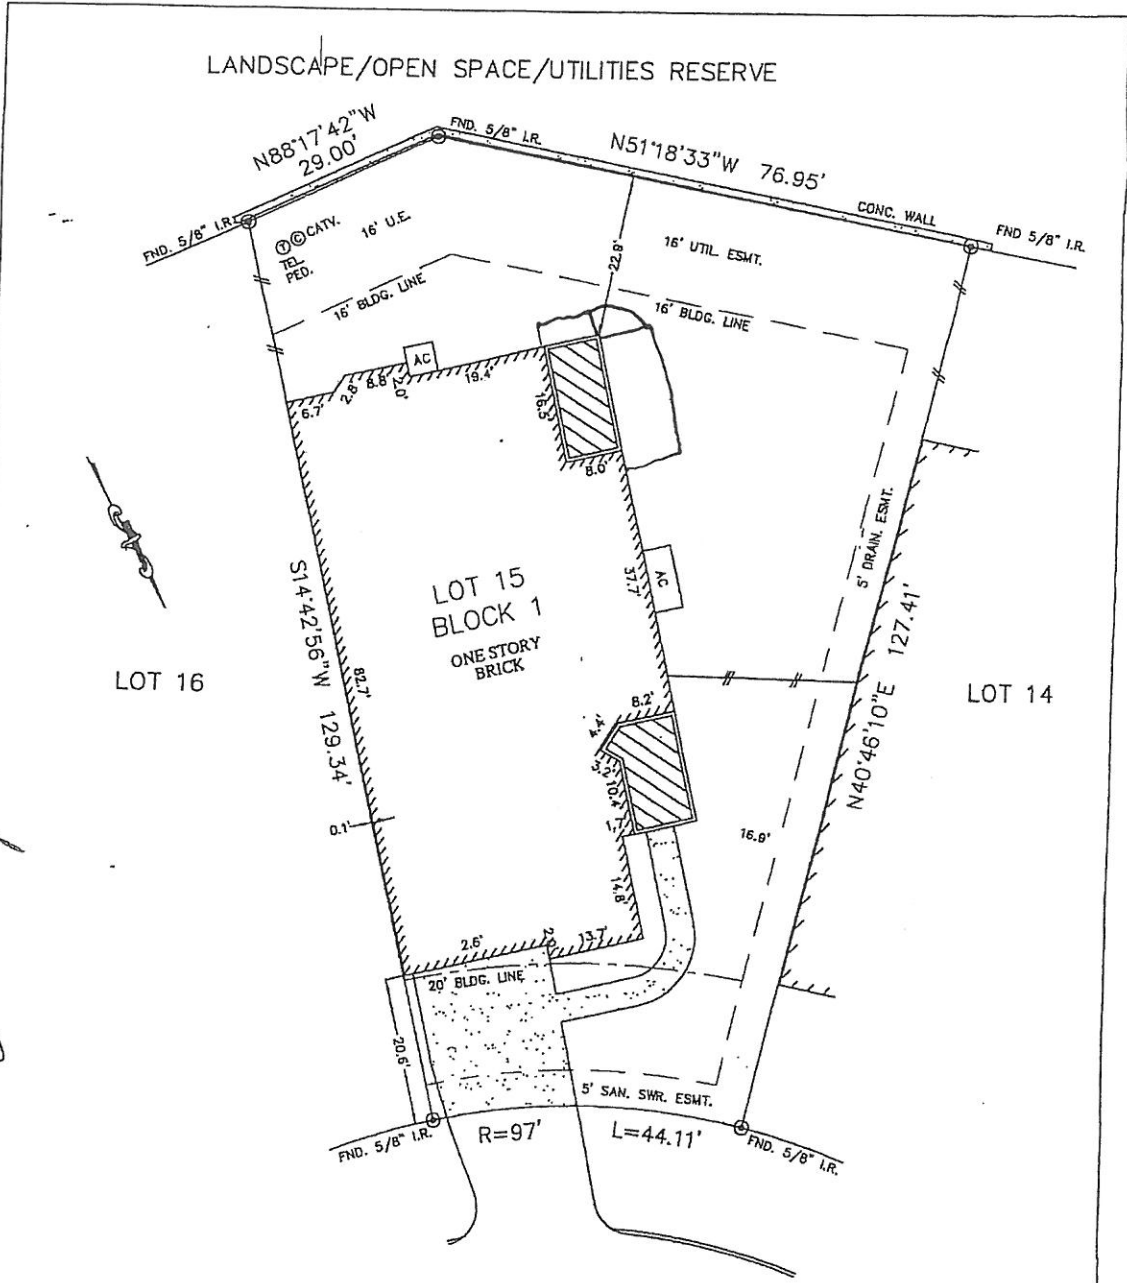 LANDSCAPE/OPEN SPACE/UTILITIES RESERVE
N88°17'42"W
29.00'
FND. 5/8" I.R.
N51°18'33"W 76.95'
CONC. WALL
FND 5/8" I.R.
FND. 5/8" I.R.
T C CATV.
TEL.
PED.
16' U.E.
22.9'
16' UTIL. ESMT.
16' BLDG. LINE
16' BLDG. LINE
AC
6.7'
2.8'
8.8'
2.0'
19.4'
16.5'
8.0'
5' DRAIN. ESMT.
37.7'
AC
S14°42'56"W 129.34'
LOT 15
BLOCK 1
ONE STORY
BRICK
LOT 16
82.7'
LOT 14
N40°46'10"E 127.41'
8.2'
4.4'
3.2'
10.4'
1.7'
0.1'
16.9'
14.8'
2.6'
13.7'
20' BLDG. LINE
20.6'
5' SAN. SWR. ESMT.
FND. 5/8" I.R.
R=97'
L=44.11'
FND. 5/8" I.R.